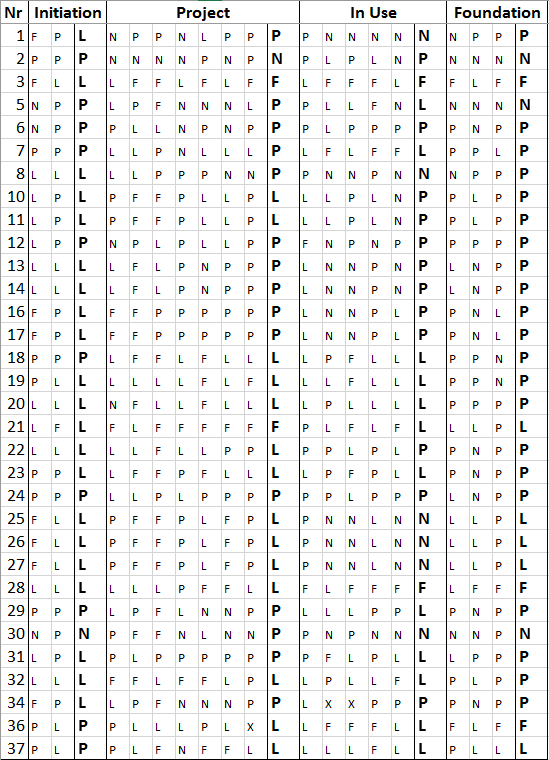 Nr Initiation Project In Use Foundation
1 F P L N P P N L P P P P N N N N N N P P P
2 P P P N N N N P N P N P L P L N P N N N N
3 F L L L F F L F L F F L F F F L F F L F F
5 N P P L P F N N N L P P L L F N L N N N N
6 N P P P L L N P N P P P L P P P P P N P P
7 P P P L L P N L L L P L F L F F L P P L P
8 L L L L L P P P N N P P N N P N N N P P P
10 L P L P F F P L L P L L L P L N P P L P P
11 L P L P F F P L L P L L L P L N P P L P P
12 L P P N P L P L L P P F N P N P P P P P P
13 L L L L F L P N P P P L N N P N P L N P P
14 L L L L F L P N P P P L N N P N P L N P P
16 F P L F F P P P P P P L N N P L P P N L P
17 F P L F F P P P P P P L N N P L P P N L P
18 P P P L F F L F L L L L P F L L L P P N P
19 P L L L L L L F L F L L L F L L L P P N P
20 L L L N F L L F L L L L P L L L L P P P P
21 L F L F L F F F F F F P L F L F L L L P L
22 L L L L L F L L P P L P P L P L P P N P P
23 P P L L F F P F L L L L P F P L L P N P P
24 P P P L L P L P P P P P P L P P P L N P P
25 F L L P F F P L F P L P N N L N N L L P L
26 F L L P F F P L F P L P N N L N N L L P L
27 F L L P F F P L F P L P N N L N N L L P L
28 L L L L L L P F F L L F L F F F F L F F F
29 P P P L P F L N N P P L L L P P L P N P P
30 N P N P F F N L N N P P N P N N N N N P N
31 L P L P L P P P P P P P F L P L L L P P P
32 L L L F F L F F L P L L P L L F L P L P P
34 F P L L P F N N N P P L X X P P P P N P P
36 P L P P L L L P L X L L F F F L L F L F F
37 P L P P L F N F F L L L L L F L L P L L L